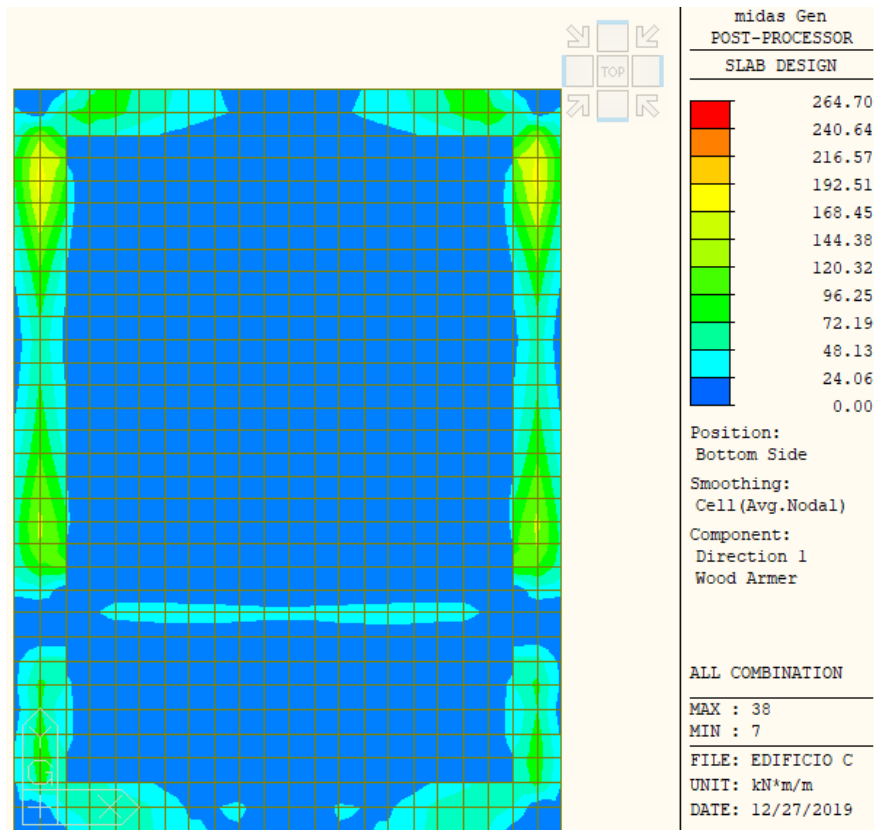 midas Gen
POST-PROCESSOR
SLAB DESIGN
TOP
264.70
240.64
216.57
192.51
168.45
144.38
120.32
96.25
72.19
48.13
24.06
0.00
Position:
Bottom Side
Smoothing:
Cell(Avg.Nodal)
Component:
Direction 1
Wood Armer
ALL COMBINATION
MAX : 38
MIN : 7
FILE: EDIFICIO C
UNIT: kN*m/m
DATE: 12/27/2019
Y
G
X